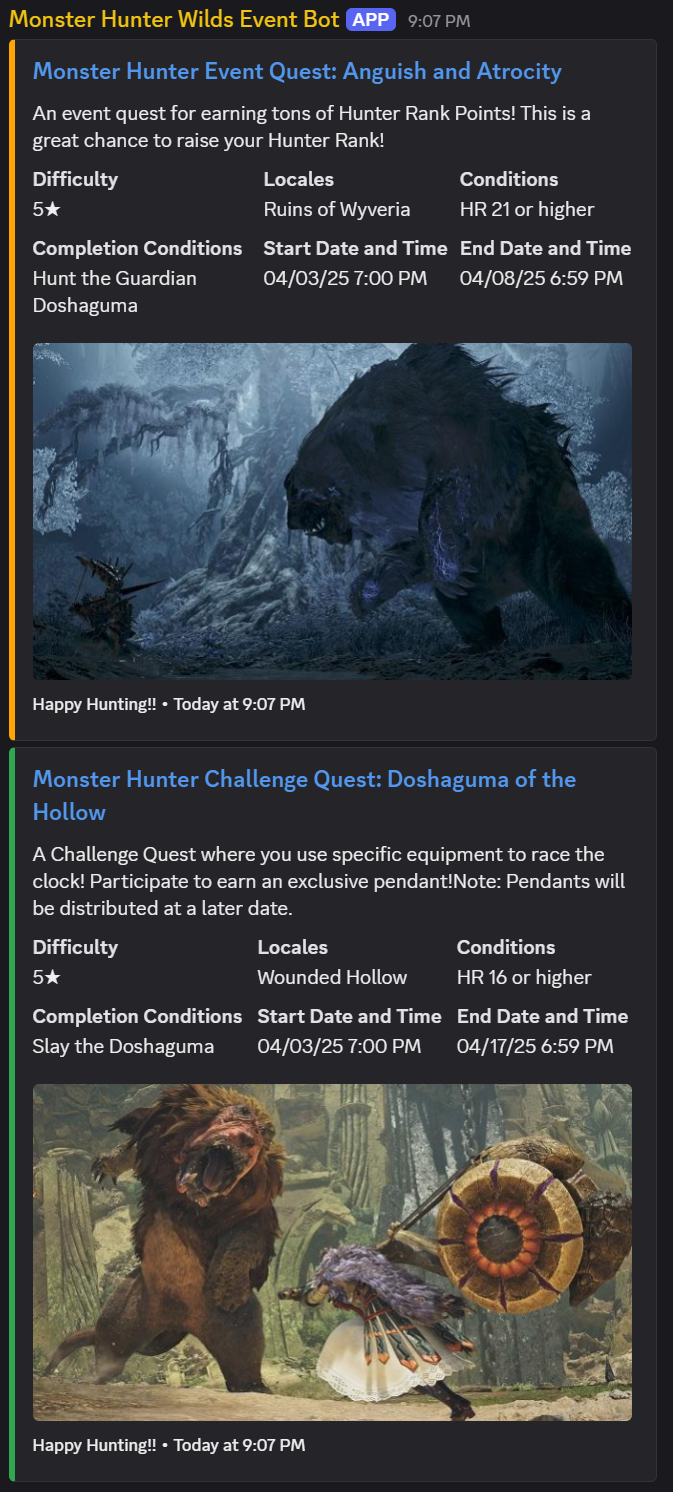 Monster Hunter Wilds Event Bot APP 9:07 PM
Monster Hunter Event Quest: Anguish and Atrocity
An event quest for earning tons of Hunter Rank Points! This is a
great chance to raise your Hunter Rank!
Difficulty Locales Conditions
5★ Ruins of Wyveria HR 21 or higher
Completion Conditions Start Date and Time End Date and Time
Hunt the Guardian 04/03/25 7:00 PM 04/08/25 6:59 PM
Doshaguma
Happy Hunting!! • Today at 9:07 PM
Monster Hunter Challenge Quest: Doshaguma of the
Hollow
A Challenge Quest where you use specific equipment to race the
clock! Participate to earn an exclusive pendant!Note: Pendants will
be distributed at a later date.
Difficulty Locales Conditions
5★ Wounded Hollow HR 16 or higher
Completion Conditions Start Date and Time End Date and Time
Slay the Doshaguma 04/03/25 7:00 PM 04/17/25 6:59 PM
Happy Hunting!! • Today at 9:07 PM